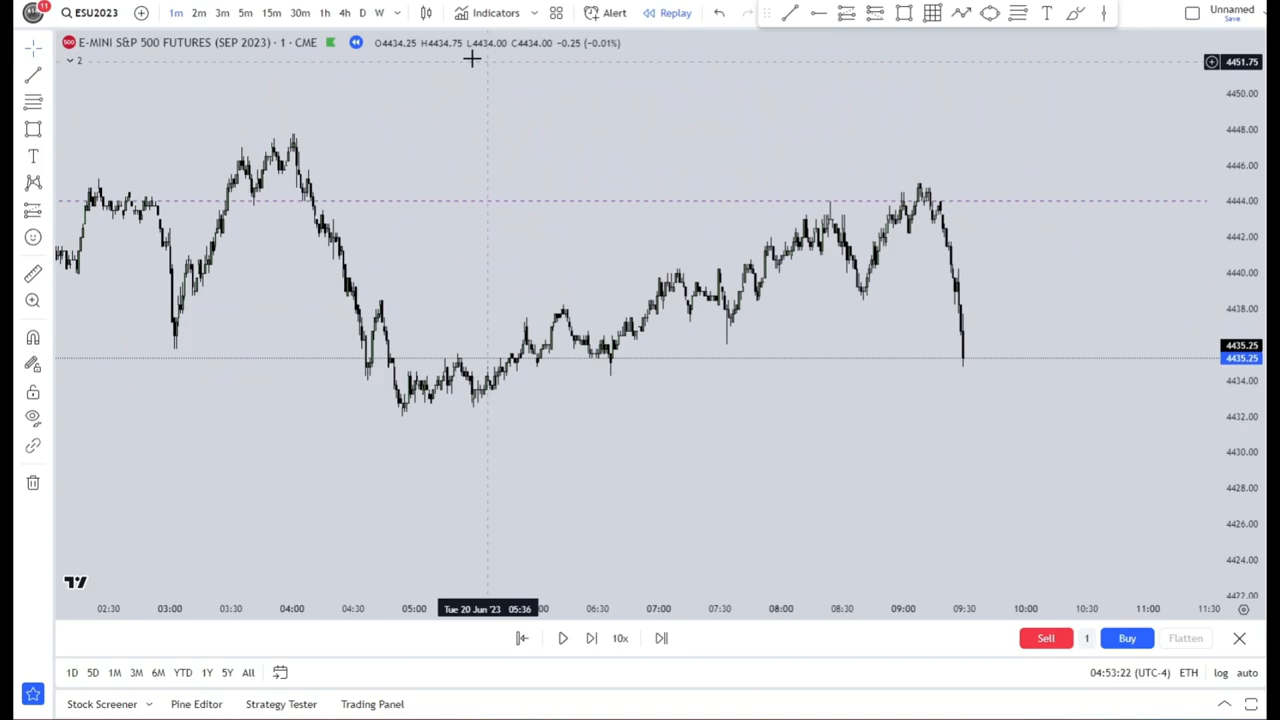 11
ESU2023
1m 2m 3m 5m 15m 30m 1h 4h D W
Indicators
Alert
Replay
T
Unnamed
Save
500
E-MINI S&P 500 FUTURES (SEP 2023) · 1 · CME
O4434.25 H4434.75 L4434.00 C4434.00 -0.25 (-0.01%)
2
4451.75
4450.00
4448.00
4446.00
4444.00
4442.00
4440.00
4438.00
4435.25
4435.25
4434.00
4432.00
4430.00
4428.00
4426.00
4424.00
4422.00
T
02:30 03:00 03:30 04:00 04:30 05:00 Tue 20 Jun '23 05:36 :00 06:30 07:00 07:30 08:00 08:30 09:00 09:30 10:00 10:30 11:00 11:30
10x
Sell 1 Buy Flatten
1D 5D 1M 3M 6M YTD 1Y 5Y All
04:53:22 (UTC-4) ETH log auto
Stock Screener Pine Editor Strategy Tester Trading Panel